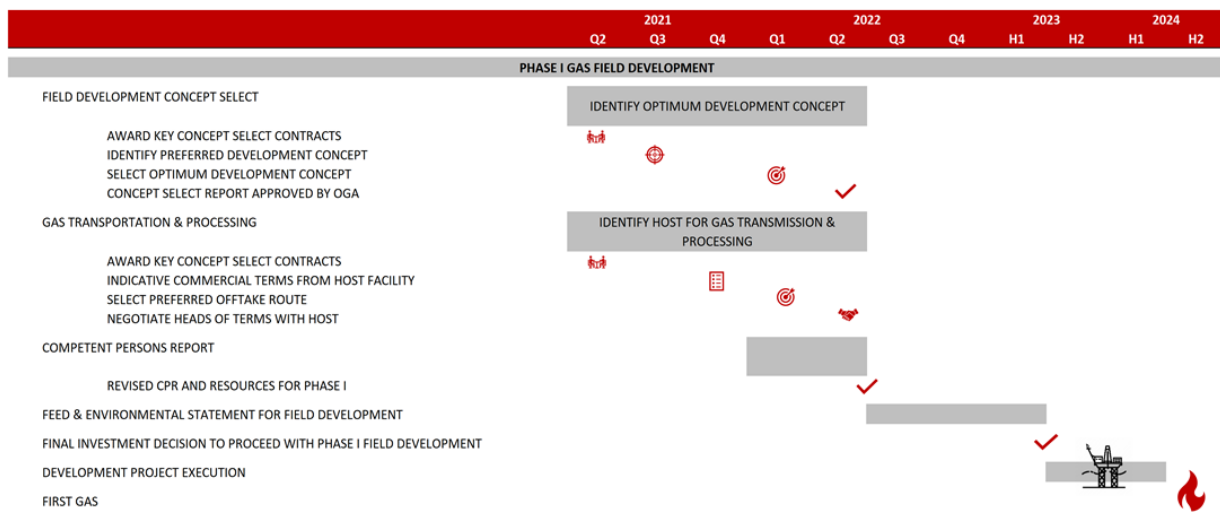 2021 2022 2023 2024
Q2 Q3 Q4 Q1 Q2 Q3 Q4 H1 H2 H1 H2
PHASE I GAS FIELD DEVELOPMENT
FIELD DEVELOPMENT CONCEPT SELECT
IDENTIFY OPTIMUM DEVELOPMENT CONCEPT
AWARD KEY CONCEPT SELECT CONTRACTS
IDENTIFY PREFERRED DEVELOPMENT CONCEPT
SELECT OPTIMUM DEVELOPMENT CONCEPT
CONCEPT SELECT REPORT APPROVED BY OGA
GAS TRANSPORTATION & PROCESSING
IDENTIFY HOST FOR GAS TRANSMISSION &
PROCESSING
AWARD KEY CONCEPT SELECT CONTRACTS
INDICATIVE COMMERCIAL TERMS FROM HOST FACILITY
SELECT PREFERRED OFFTAKE ROUTE
NEGOTIATE HEADS OF TERMS WITH HOST
COMPETENT PERSONS REPORT
REVISED CPR AND RESOURCES FOR PHASE I
FEED & ENVIRONMENTAL STATEMENT FOR FIELD DEVELOPMENT
FINAL INVESTMENT DECISION TO PROCEED WITH PHASE I FIELD DEVELOPMENT
DEVELOPMENT PROJECT EXECUTION
FIRST GAS